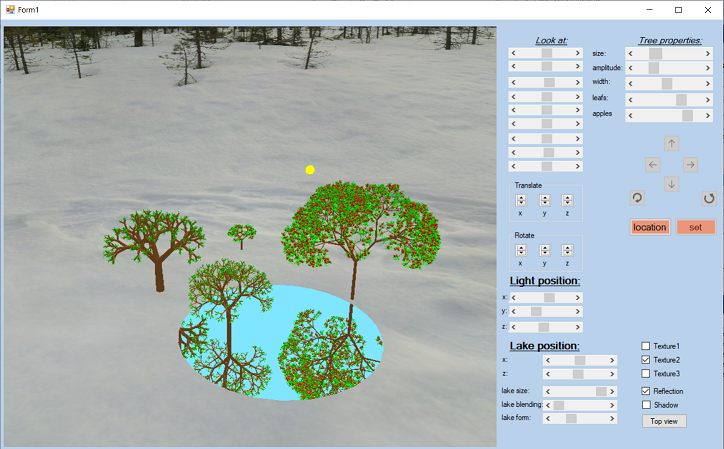 Form1
Look at:
Tree properties:
size:
amplitude:
width:
leafs:
apples
Translate
x y z
location set
Rotate
x y z
Light position:
x:
y:
z:
Lake position:
x:
z:
lake size:
lake blending:
lake form:
Texture1
Texture2
Texture3
Reflection
Shadow
Top view